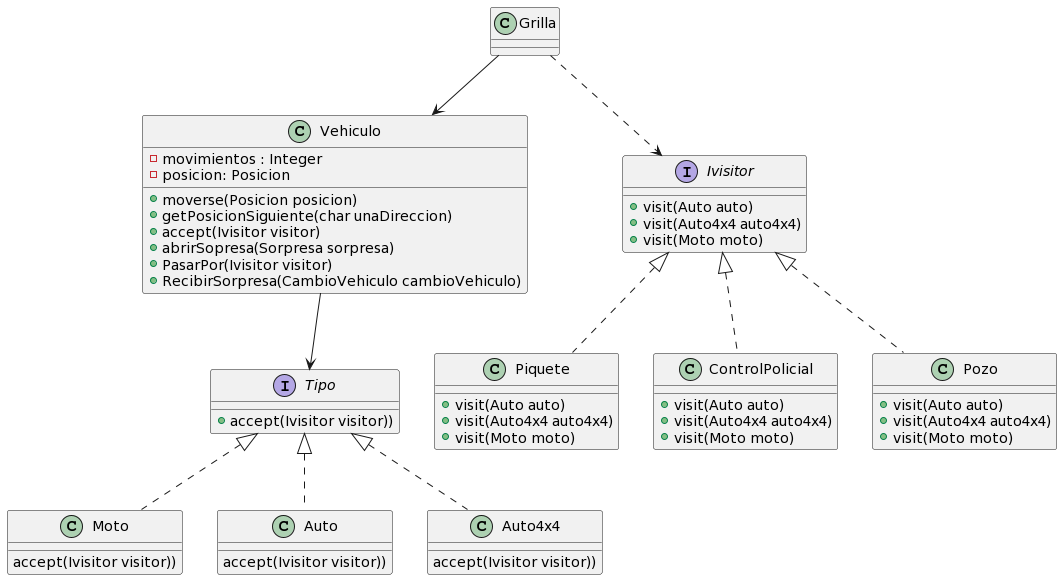 C Grilla
C Vehiculo
movimientos : Integer
posicion: Posicion
moverse(Posicion posicion)
getPosicionSiguiente(char unaDireccion)
accept(Ivisitor visitor)
abrirSopresa(Sorpresa sorpresa)
PasarPor(Ivisitor visitor)
RecibirSorpresa(CambioVehiculo cambioVehiculo)
I Ivisitor
visit(Auto auto)
visit(Auto4x4 auto4x4)
visit(Moto moto)
I Tipo
accept(Ivisitor visitor))
C Piquete
visit(Auto auto)
visit(Auto4x4 auto4x4)
visit(Moto moto)
C ControlPolicial
visit(Auto auto)
visit(Auto4x4 auto4x4)
visit(Moto moto)
C Pozo
visit(Auto auto)
visit(Auto4x4 auto4x4)
visit(Moto moto)
C Moto
accept(Ivisitor visitor))
C Auto
accept(Ivisitor visitor))
C Auto4x4
accept(Ivisitor visitor))